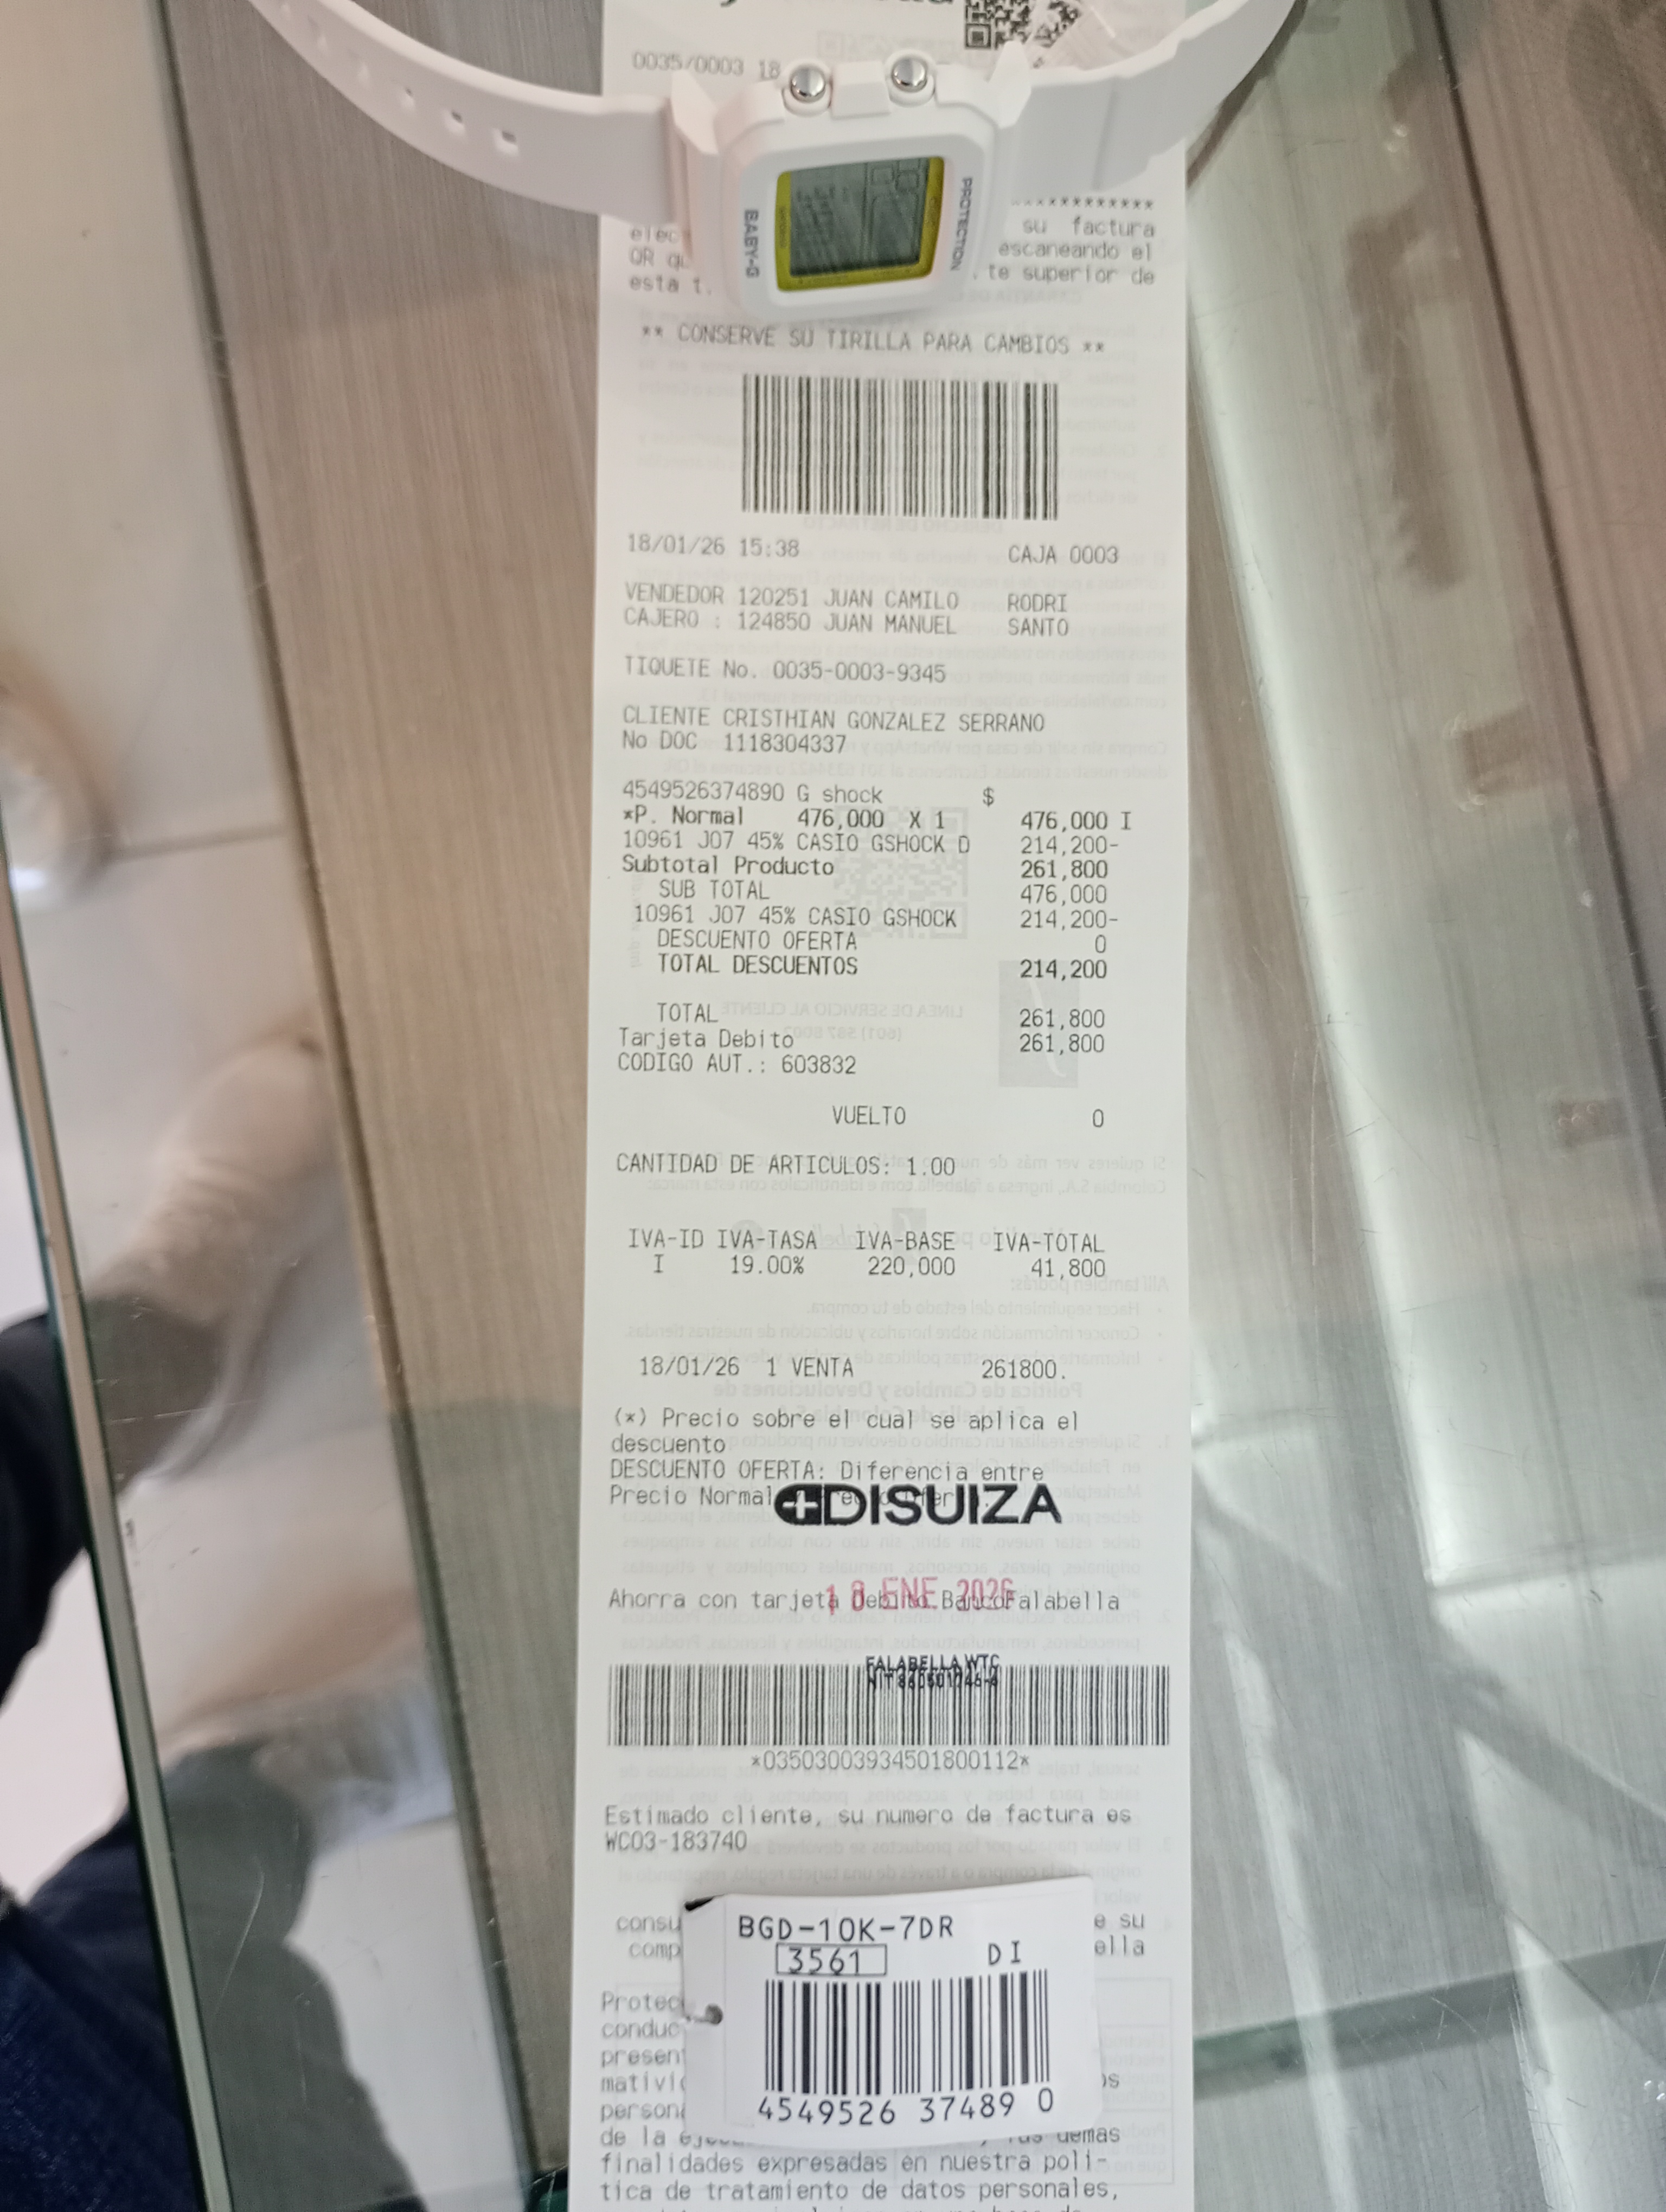 0035/0003 18
PROTECTION
BABY-G
************
su factura
escaneando el
QR
esta te superior de
** CONSERVE SU TIRILLA PARA CAMBIOS **
18/01/26 15:38 CAJA 0003
VENDEDOR 120251 JUAN CAMILO RODRI
CAJERO : 124850 JUAN MANUEL SANTO
TIQUETE No. 0035-0003-9345
CLIENTE CRISTHIAN GONZALEZ SERRANO
No DOC 1118304337
4549526374890 G shock $
*P. Normal 476,000 X 1 476,000 I
10961 J07 45% CASIO GSHOCK D 214,200-
Subtotal Producto 261,800
SUB TOTAL 476,000
10961 J07 45% CASIO GSHOCK 214,200-
DESCUENTO OFERTA 0
TOTAL DESCUENTOS 214,200
TOTAL 261,800
Tarjeta Debito 261,800
CODIGO AUT.: 603832
VUELTO 0
CANTIDAD DE ARTICULOS: 1.00
IVA-ID IVA-TASA IVA-BASE IVA-TOTAL
I 19.00% 220,000 41,800
18/01/26 1 VENTA 261800.
(*) Precio sobre el cual se aplica el
descuento
DESCUENTO OFERTA: Diferencia entre
Precio Normal
DISUIZA
18 ENE. 2026
Ahorra con tarjeta Debito BancoFalabella
FALABELLA WTC
*03503003934501800112*
Estimado cliente, su numero de factura es
WC03-183740
e su
BGD-10K-7DR
3561 DI
4549526 37489 0
de la demas
finalidades expresadas en nuestra poli-
tica de tratamiento de datos personales,